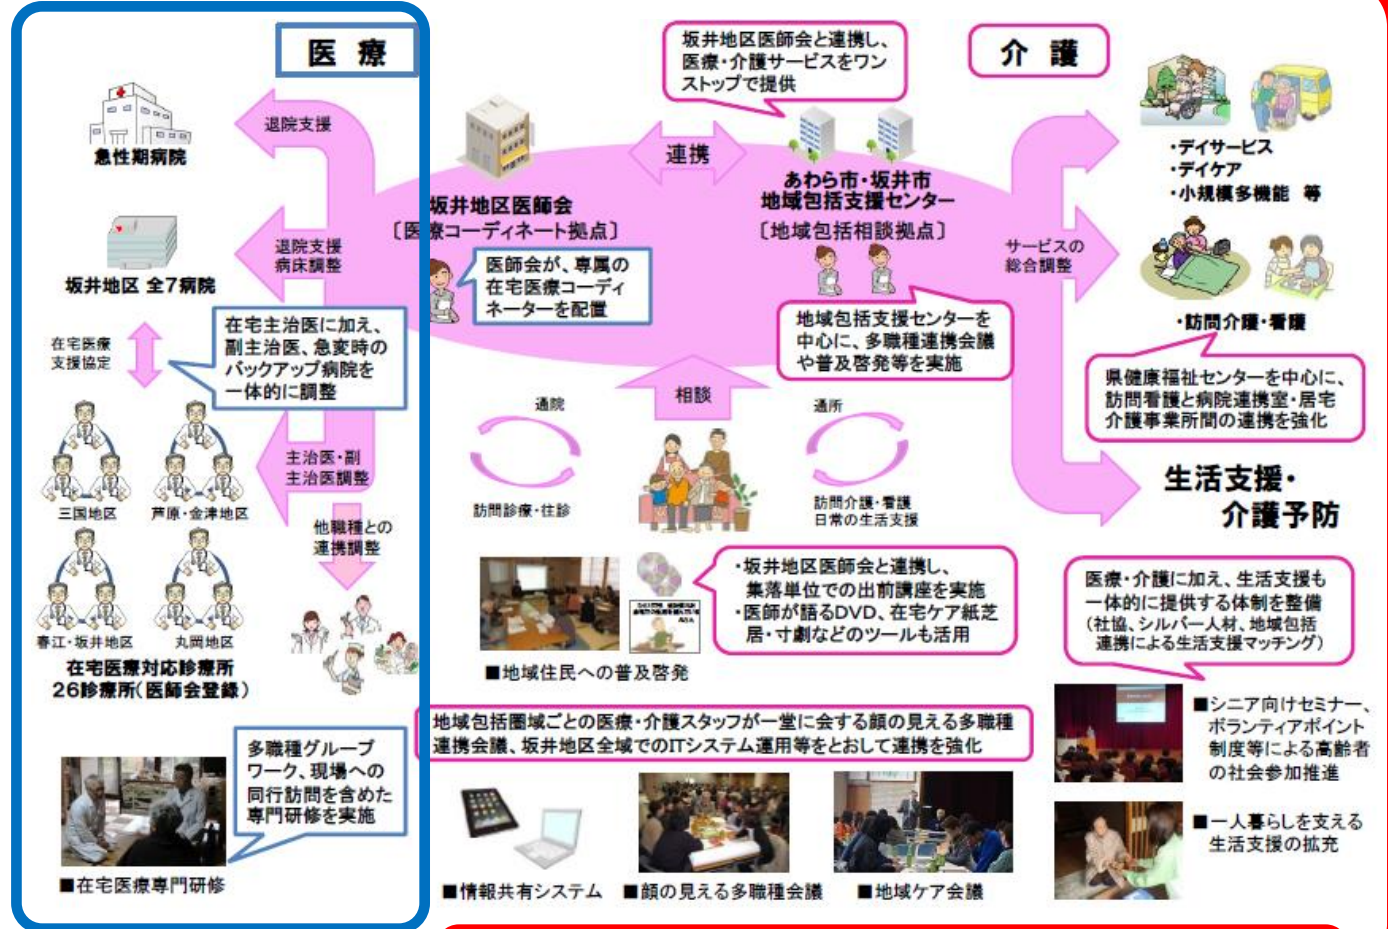 医 療
急性期病院
退院支援
坂井地区 全7病院
退院支援
病床調整
在宅医療
支援協定
在宅主治医に加え、
副主治医、急変時の
バックアップ病院を
一体的に調整
主治医・副
主治医調整
三国地区
芦原・金津地区
春江・坂井地区
丸岡地区
他職種との
連携調整
在宅医療対応診療所
26診療所(医師会登録)
多職種グループ
ワーク、現場への
同行訪問を含めた
専門研修を実施
■在宅医療専門研修
坂井地区医師会
〔医療コーディネート拠点〕
医師会が、専属の
在宅医療コーディ
ネーターを配置
連携
坂井地区医師会と連携し、
医療・介護サービスをワン
ストップで提供
あわら市・坂井市
地域包括支援センター
〔地域包括相談拠点〕
地域包括支援センターを
中心に、多職種連携会議
や普及啓発等を実施
相談
通院
訪問診療・往診
通所
訪問介護・看護
日常の生活支援
・坂井地区医師会と連携し、
集落単位での出前講座を実施
・医師が語るDVD、在宅ケア紙芝
居・寸劇などのツールも活用
■地域住民への普及啓発
地域包括圏域ごとの医療・介護スタッフが一堂に会する顔の見える多職種
連携会議、坂井地区全域でのITシステム運用等をとおして連携を強化
■情報共有システム
■顔の見える多職種会議
■地域ケア会議
介 護
・デイサービス
・デイケア
・小規模多機能 等
サービスの
総合調整
・訪問介護・看護
県健康福祉センターを中心に、
訪問看護と病院連携室・居宅
介護事業所間の連携を強化
生活支援・
介護予防
医療・介護に加え、生活支援も
一体的に提供する体制を整備
(社協、シルバー人材、地域包括
連携による生活支援マッチング)
■シニア向けセミナー、
ボランティアポイント
制度等による高齢者
の社会参加推進
■一人暮らしを支える
生活支援の拡充